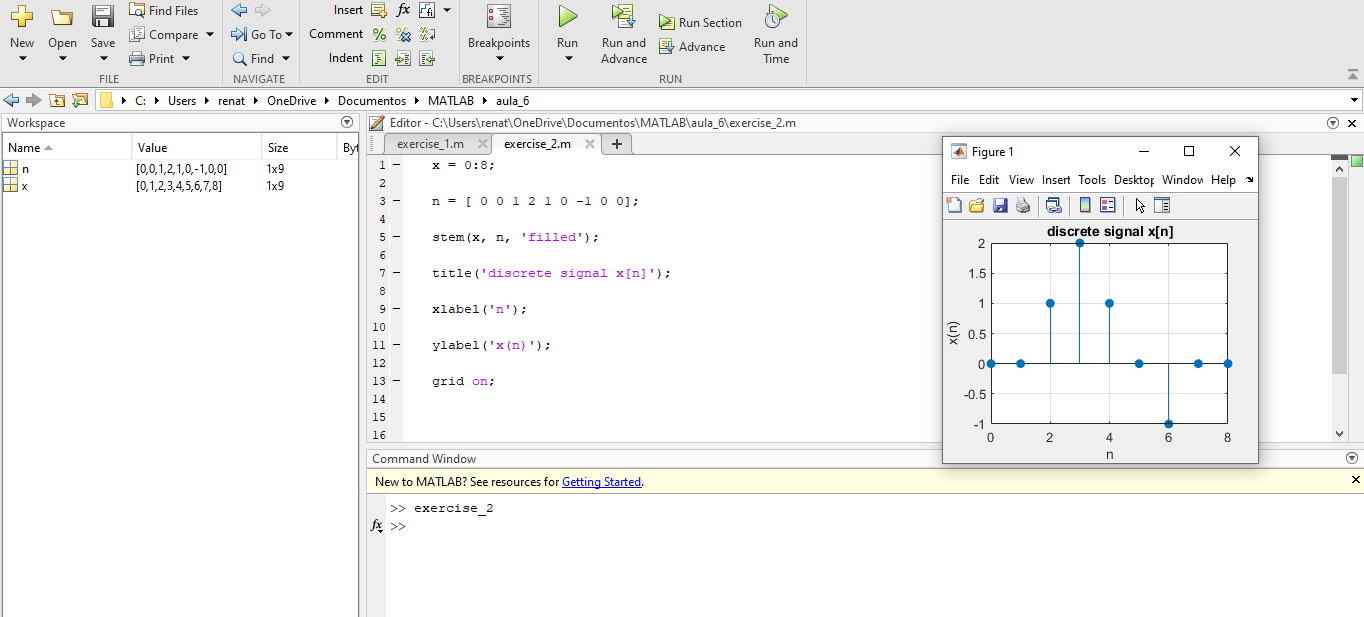 New
Open
Save
Find Files
Compare
Print
FILE
Go To
Find
NAVIGATE
Insert fx
Comment
Indent
EDIT
Breakpoints
BREAKPOINTS
Run
Run and
Advance
Run Section
Advance
Run and
Time
RUN
C: Users renat OneDrive Documentos MATLAB aula_6
Workspace
Name Value Size Byt
n [0,0,1,2,1,0,-1,0,0] 1x9
x [0,1,2,3,4,5,6,7,8] 1x9
Editor - C:\Users\renat\OneDrive\Documentos\MATLAB\aula_6\exercise_2.m
exercise_1.m exercise_2.m +
1 – x = 0:8;
2
3 – n = [ 0 0 1 2 1 0 -1 0 0];
4
5 – stem(x, n, 'filled');
6
7 – title('discrete signal x[n]');
8
9 – xlabel('n');
10
11 – ylabel('x(n)');
12
13 – grid on;
14
15
16
Figure 1
File Edit View Insert Tools Desktop Window Help
discrete signal x[n]
2
1.5
1
0.5
0
-0.5
-1
x(n)
0 2 4 6 8
n
Command Window
New to MATLAB? See resources for Getting Started.
>> exercise_2
fx >>